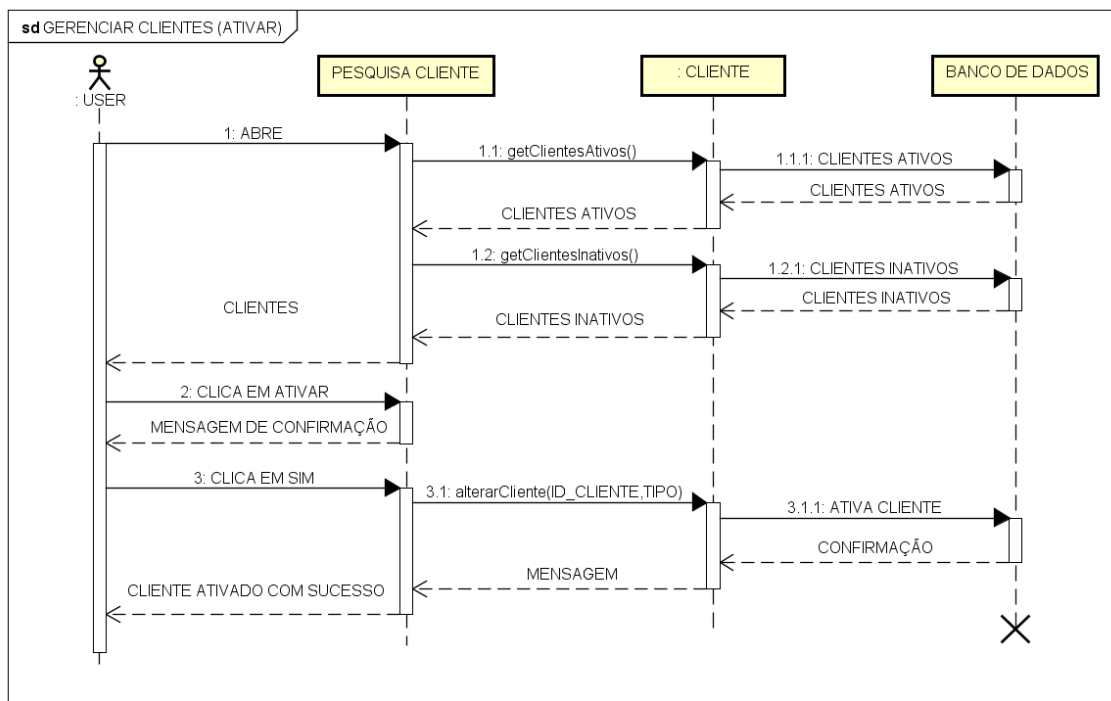 sd GERENCIAR CLIENTES (ATIVAR)
: USER
PESQUISA CLIENTE
: CLIENTE
BANCO DE DADOS
1: ABRE
1.1: getClientesAtivos()
1.1.1: CLIENTES ATIVOS
CLIENTES ATIVOS
CLIENTES ATIVOS
1.2: getClientesInativos()
1.2.1: CLIENTES INATIVOS
CLIENTES INATIVOS
CLIENTES
CLIENTES INATIVOS
2: CLICA EM ATIVAR
MENSAGEM DE CONFIRMAÇÃO
3: CLICA EM SIM
3.1: alterarCliente(ID_CLIENTE,TIPO)
3.1.1: ATIVA CLIENTE
CONFIRMAÇÃO
MENSAGEM
CLIENTE ATIVADO COM SUCESSO